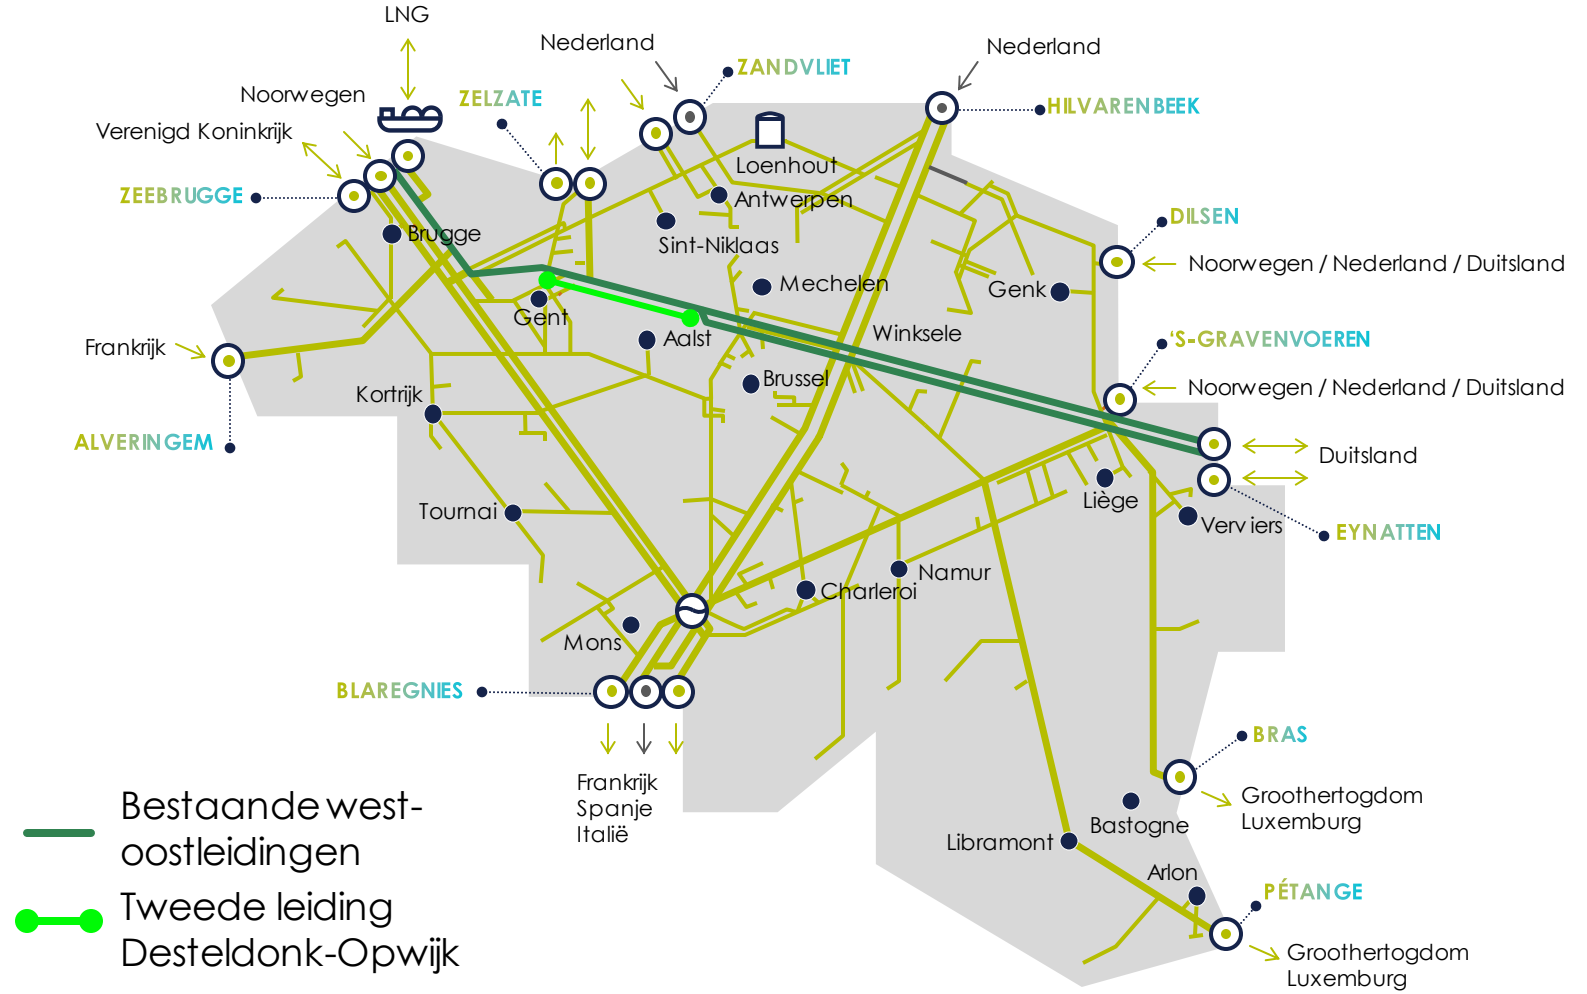 LNG
Nederland
Nederland
ZANDVLIET
Noorwegen
ZELZATE
HILVARENBEEK
Verenigd Koninkrijk
Loenhout
ZEEBRUGGE
Antwerpen
DILSEN
Brugge
Sint-Niklaas
Noorwegen / Nederland / Duitsland
Mechelen
Genk
Gent
Winksele
Aalst
'S-GRAVENVOEREN
Frankrijk
Brussel
Noorwegen / Nederland / Duitsland
Kortrijk
ALVERINGEM
Duitsland
Liège
Tournai
Verviers
EYNATTEN
Namur
Charleroi
Mons
BLAREGNIES
BRAS
Frankrijk
Spanje
Italië
Groothertogdom
Luxemburg
Bastogne
Libramont
Arlon
PÉTANGE
Groothertogdom
Luxemburg
Bestaande west-
oostleidingen
Tweede leiding
Desteldonk-Opwijk